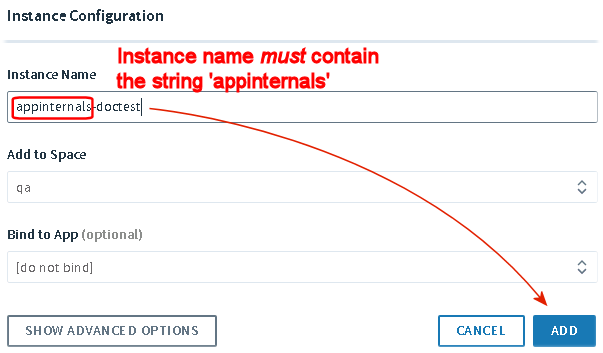 Instance Configuration
Instance name must contain
the string 'appinternals'
Instance Name
appinternals-doctest
Add to Space
qa
Bind to App (optional)
[do not bind]
SHOW ADVANCED OPTIONS
CANCEL
ADD